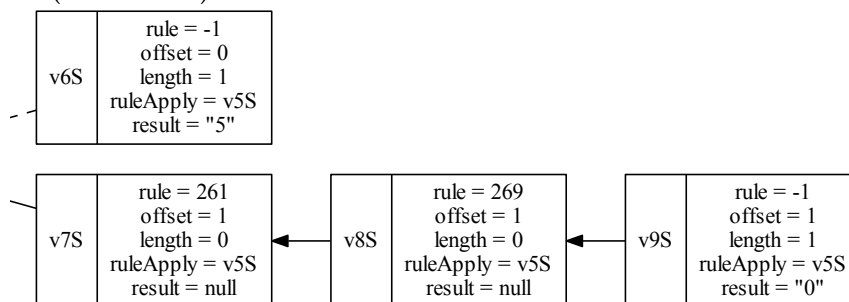 v6S
rule = -1
offset = 0
length = 1
ruleApply = v5S
result = "5"
v7S
rule = 261
offset = 1
length = 0
ruleApply = v5S
result = null
v8S
rule = 269
offset = 1
length = 0
ruleApply = v5S
result = null
v9S
rule = -1
offset = 1
length = 1
ruleApply = v5S
result = "0"